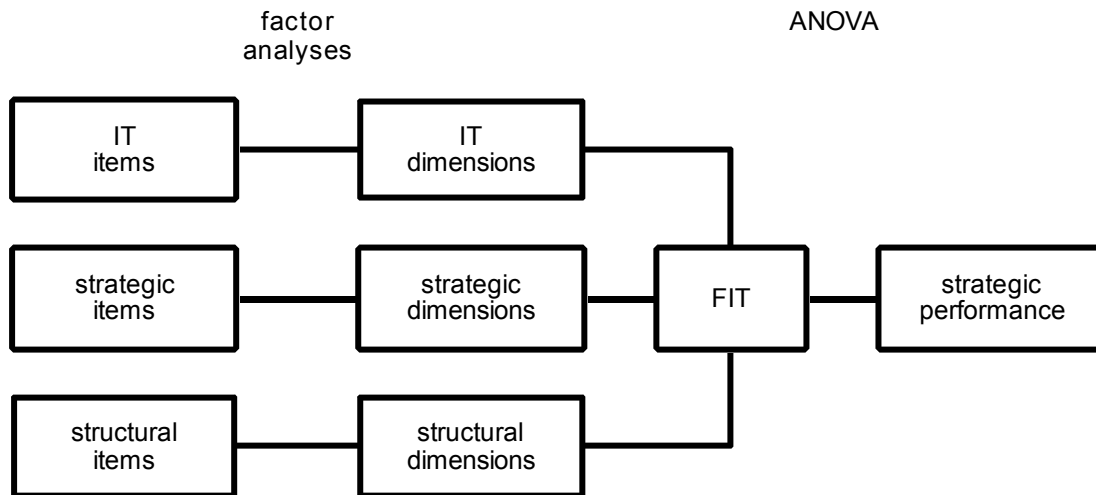 factor
analyses
ANOVA
IT
items
IT
dimensions
strategic
items
strategic
dimensions
FIT
strategic
performance
structural
items
structural
dimensions